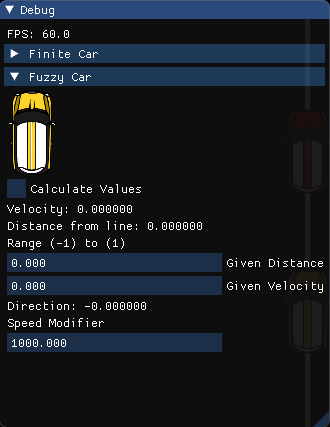 Debug
FPS: 60.0
Finite Car
Fuzzy Car
Calculate Values
Velocity: 0.000000
Distance from line: 0.000000
Range (-1) to (1)
0.000 Given Distance
0.000 Given Velocity
Direction: -0.000000
Speed Modifier
1000.000